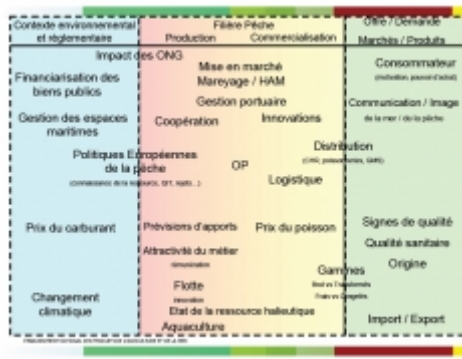 Contexte environnemental
et règlementaire
Filière Pêche
Production
Commercialisation
Offre / Demande
Marchés / Produits
Impact des ONG
Financiarisation des
biens publics
Gestion des espaces
maritimes
Politiques Européennes
de la pêche
Prix du carburant
Changement
climatique
Mise en marché
Mareyage / HAM
Gestion portuaire
Coopération
Innovations
OP
Logistique
Distribution
Prévisions d'apports
Prix du poisson
Attractivité du métier
rémunération
Flotte
innovation
Etat de la ressource halieutique
Aquaculture
Gammes
Consommateur
Communication / Image
de la mer / de la pêche
Signes de qualité
Qualité sanitaire
Origine
Import / Export